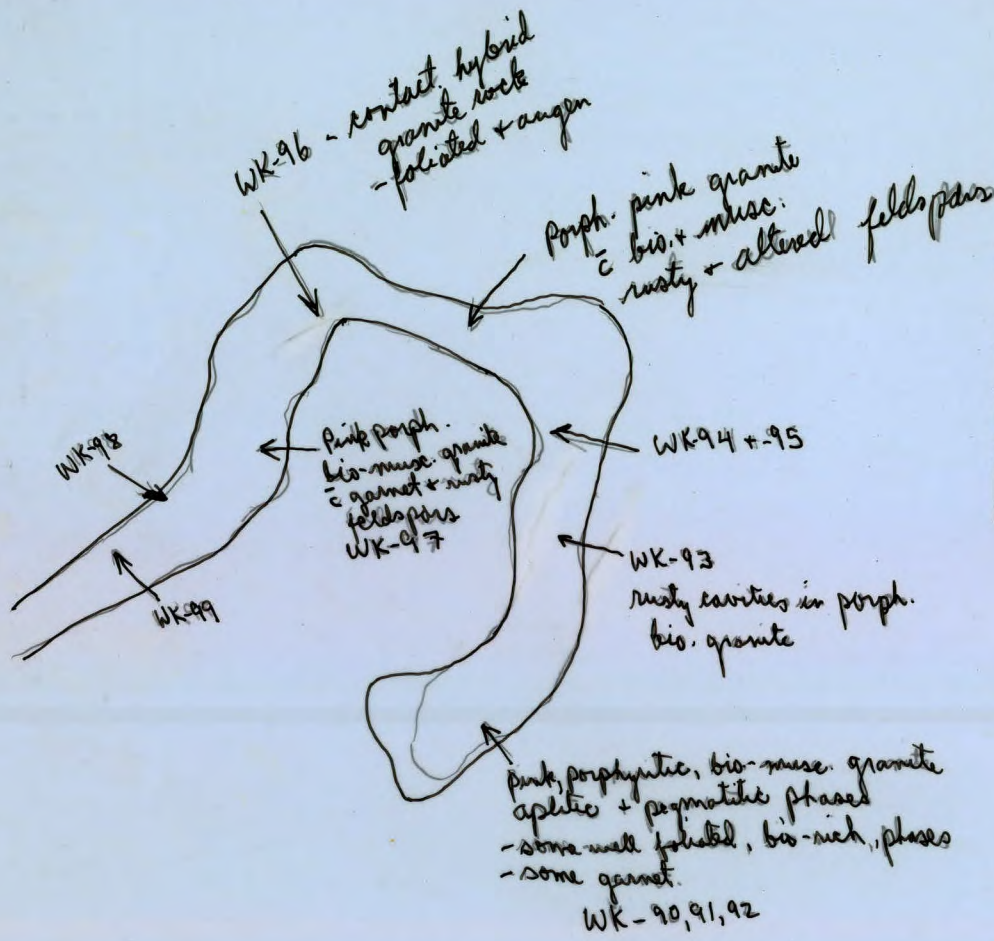 WK-96 - contact hybrid
granite rock
- foliated + augen
Porph. pink granite
c̄ bio. + musc.
rusty + altered feldspars
WK-98
Pink porph.
bio-musc. granite
c̄ garnet + rusty
feldspars
WK-97
WK-94 + -95
WK-99
WK-93
rusty cavities in porph.
bio. granite
pink, porphyritic, bio-musc. granite
aplitic + pegmatitic phases
- some well foliated, bio-rich, phases
- some garnet.
WK - 90, 91, 92